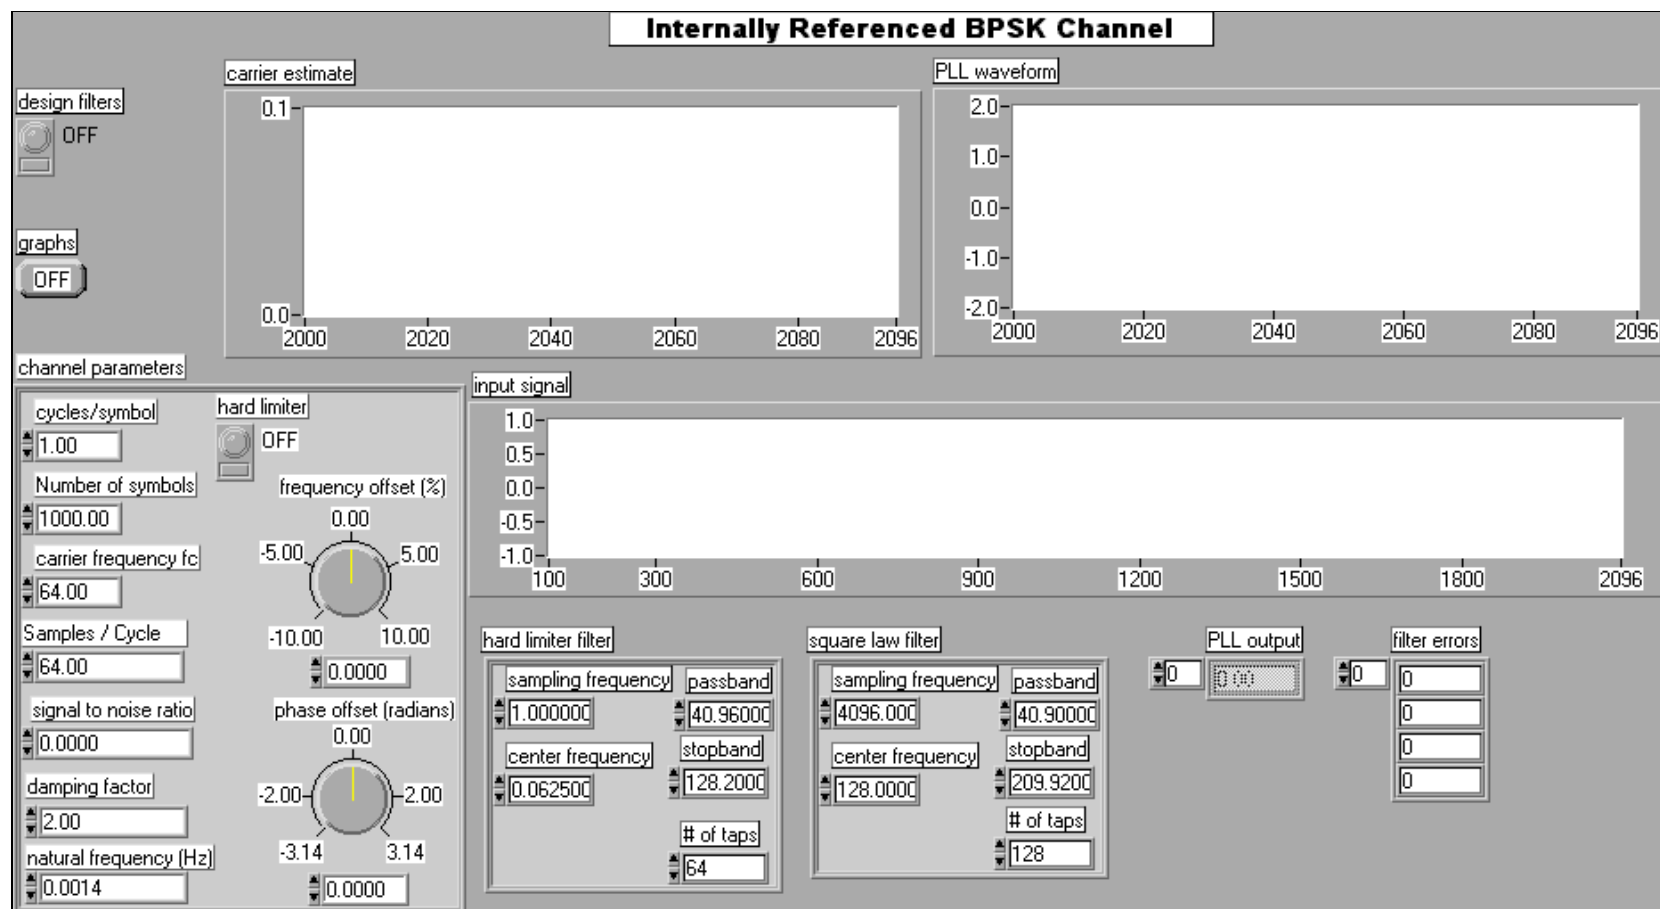 Internally Referenced BPSK Channel
design filters
OFF
graphs
OFF
carrier estimate
0.1
0.0
2000 2020 2040 2060 2080 2096
PLL waveform
2.0
1.0
0.0
-1.0
-2.0
2000 2020 2040 2060 2080 2096
channel parameters
cycles/symbol
1.00
Number of symbols
1000.00
carrier frequency fc
64.00
Samples / Cycle
64.00
signal to noise ratio
0.0000
damping factor
2.00
natural frequency (Hz)
0.0014
hard limiter
OFF
frequency offset (%)
0.00
-5.00 5.00
-10.00 10.00
0.0000
phase offset (radians)
0.00
-2.00 2.00
-3.14 3.14
0.0000
input signal
1.0
0.5
0.0
-0.5
-1.0
100 300 600 900 1200 1500 1800 2096
hard limiter filter
sampling frequency passband
1.000000 40.96000
center frequency stopband
0.062500 128.2000
# of taps
64
square law filter
sampling frequency passband
4096.000 40.90000
center frequency stopband
128.0000 209.9200
# of taps
128
PLL output
0
filter errors
0 0
0
0
0